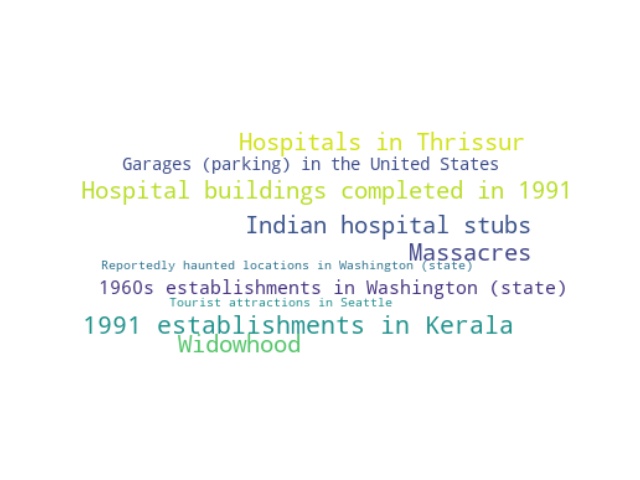 Hospitals in Thrissur
Garages (parking) in the United States
Hospital buildings completed in 1991
Indian hospital stubs
Massacres
Reportedly haunted locations in Washington (state)
1960s establishments in Washington (state)
Tourist attractions in Seattle
1991 establishments in Kerala
Widowhood